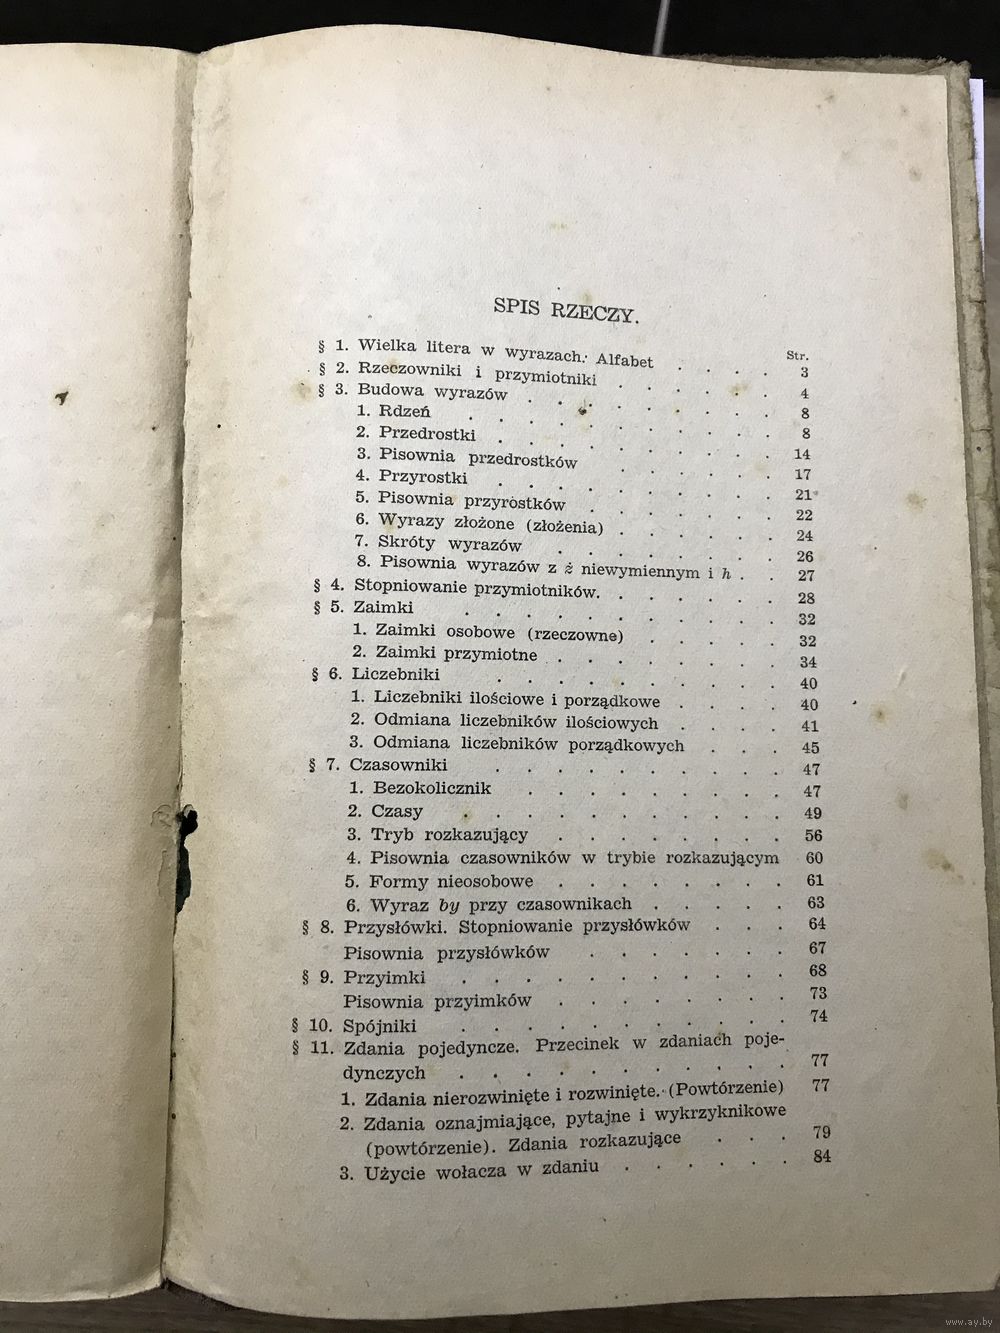 SPIS RZECZY.
Str.
§ 1. Wielka litera w wyrazach. Alfabet . . . . 3
§ 2. Rzeczowniki i przymiotniki . . . . . . 4
§ 3. Budowa wyrazów . . . . . . . . . 8
1. Rdzeń . . . . . . . . . . . 8
2. Przedrostki . . . . . . . . . . 14
3. Pisownia przedrostków . . . . . . 17
4. Przyrostki . . . . . . . . . . 21
5. Pisownia przyrostków . . . . . . . 22
6. Wyrazy złożone (złożenia) . . . . . . 24
7. Skróty wyrazów . . . . . . . . 26
8. Pisownia wyrazów z ż niewymiennym i h . . 27
§ 4. Stopniowanie przymiotników. . . . . . . 28
§ 5. Zaimki . . . . . . . . . . . 32
1. Zaimki osobowe (rzeczowne) . . . . . 32
2. Zaimki przymiotne . . . . . . . . 34
§ 6. Liczebniki . . . . . . . . . . 40
1. Liczebniki ilościowe i porządkowe . . . . 40
2. Odmiana liczebników ilościowych . . . . 41
3. Odmiana liczebników porządkowych . . . 45
§ 7. Czasowniki . . . . . . . . . . 47
1. Bezokolicznik . . . . . . . . . 47
2. Czasy . . . . . . . . . . . 49
3. Tryb rozkazujący . . . . . . . . 56
4. Pisownia czasowników w trybie rozkazującym 60
5. Formy nieosobowe . . . . . . . . 61
6. Wyraz by przy czasownikach . . . . . 63
§ 8. Przysłówki. Stopniowanie przysłówków . . . 64
Pisownia przysłówków . . . . . . . 67
§ 9. Przyimki . . . . . . . . . . . 68
Pisownia przyimków . . . . . . . . 73
§ 10. Spójniki . . . . . . . . . . . 74
§ 11. Zdania pojedyncze. Przecinek w zdaniach poje-
dynczych . . . . . . . . . . . 77
1. Zdania nierozwinięte i rozwinięte. (Powtórzenie) 77
2. Zdania oznajmiające, pytajne i wykrzyknikowe
(powtórzenie). Zdania rozkazujące . . . 79
3. Użycie wołacza w zdaniu . . . . . . 84
www.ay.by